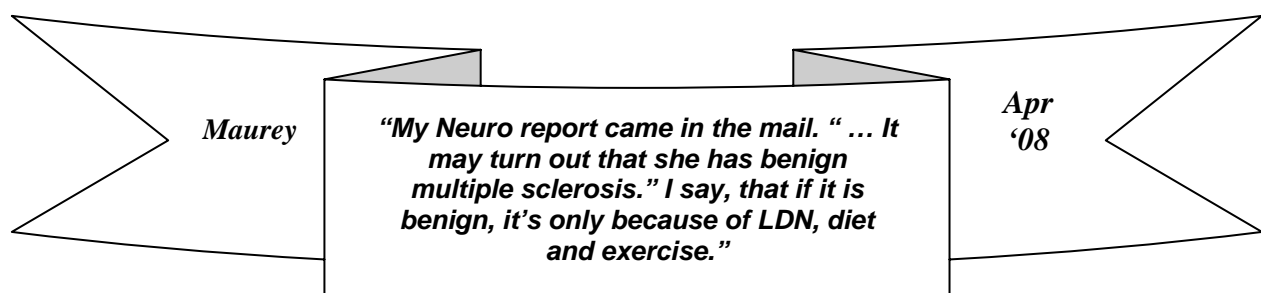 Maurey
“My Neuro report came in the mail. “ … It
may turn out that she has benign
multiple sclerosis.” I say, that if it is
benign, it’s only because of LDN, diet
and exercise.”
Apr
‘08